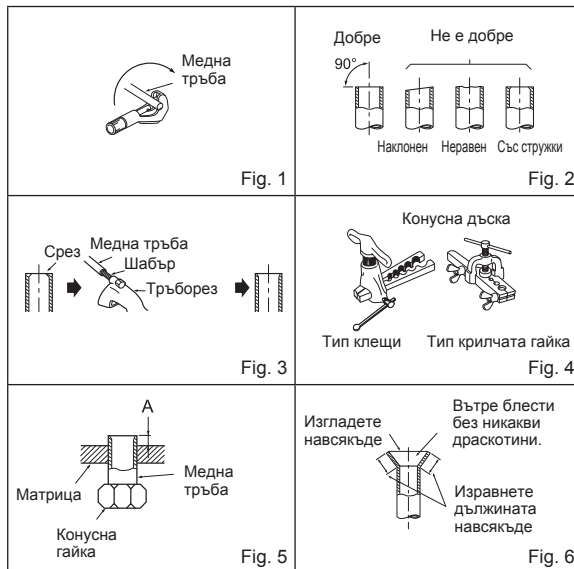 Медна
тръба
Fig. 1
Добре
Не е добре
90°
Наклонен
Неравен
Със стружки
Fig. 2
Срез
Медна тръба
Шабър
Тръборез
Fig. 3
Конусна дъска
Тип клещи
Тип крилчата гайка
Fig. 4
A
Матрица
Медна
тръба
Конусна
гайка
Fig. 5
Изгладете
навсякъде
Вътре блести
без никакви
драскотини.
Изравнете
дължината
навсякъде
Fig. 6